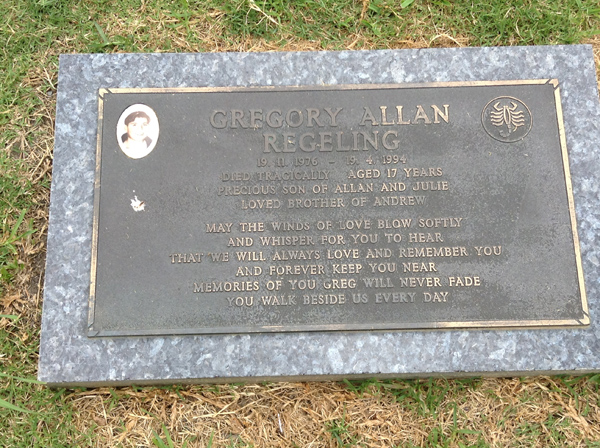 GREGORY ALLAN
REGELING
19. 11. 1976 - 19. 4. 1994
DIED TRAGICALLY AGED 17 YEARS
PRECIOUS SON OF ALLAN AND JULIE
LOVED BROTHER OF ANDREW
MAY THE WINDS OF LOVE BLOW SOFTLY
AND WHISPER FOR YOU TO HEAR
THAT WE WILL ALWAYS LOVE AND REMEMBER YOU
AND FOREVER KEEP YOU NEAR
MEMORIES OF YOU GREG WILL NEVER FADE
YOU WALK BESIDE US EVERY DAY